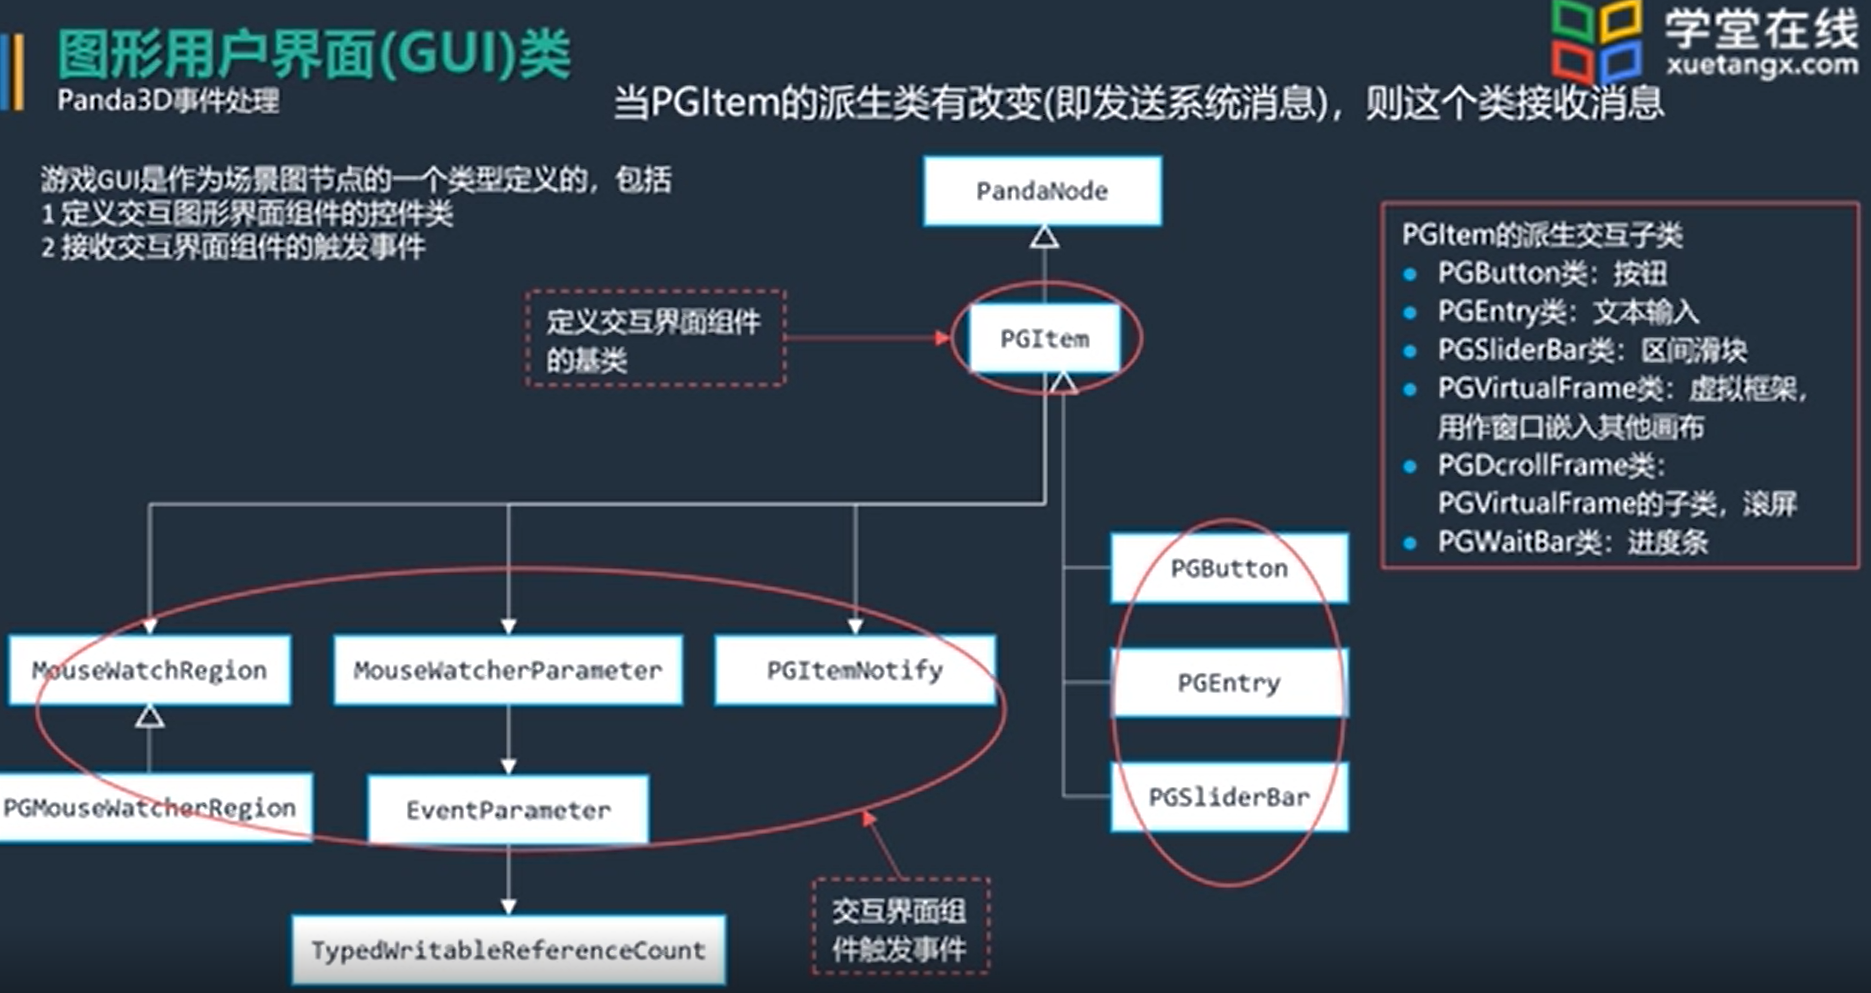 图形用户界面(GUI)类
Panda3D事件处理
学堂在线
xuetangx.com
当PGItem的派生类有改变(即发送系统消息)，则这个类接收消息
游戏GUI是作为场景图节点的一个类型定义的，包括
1 定义交互图形界面组件的控件类
2 接收交互界面组件的触发事件
PandaNode
定义交互界面组件
的基类
PGItem
PGItem的派生交互子类
PGButton类：按钮
PGEntry类：文本输入
PGSliderBar类：区间滑块
PGVirtualFrame类：虚拟框架，
用作窗口嵌入其他画布
PGDcrollFrame类：
PGVirtualFrame的子类，滚屏
PGWaitBar类：进度条
PGButton
MouseWatchRegion
MouseWatcherParameter
PGItemNotify
PGEntry
PGMouseWatcherRegion
EventParameter
PGSliderBar
交互界面组
件触发事件
TypedWritableReferenceCount